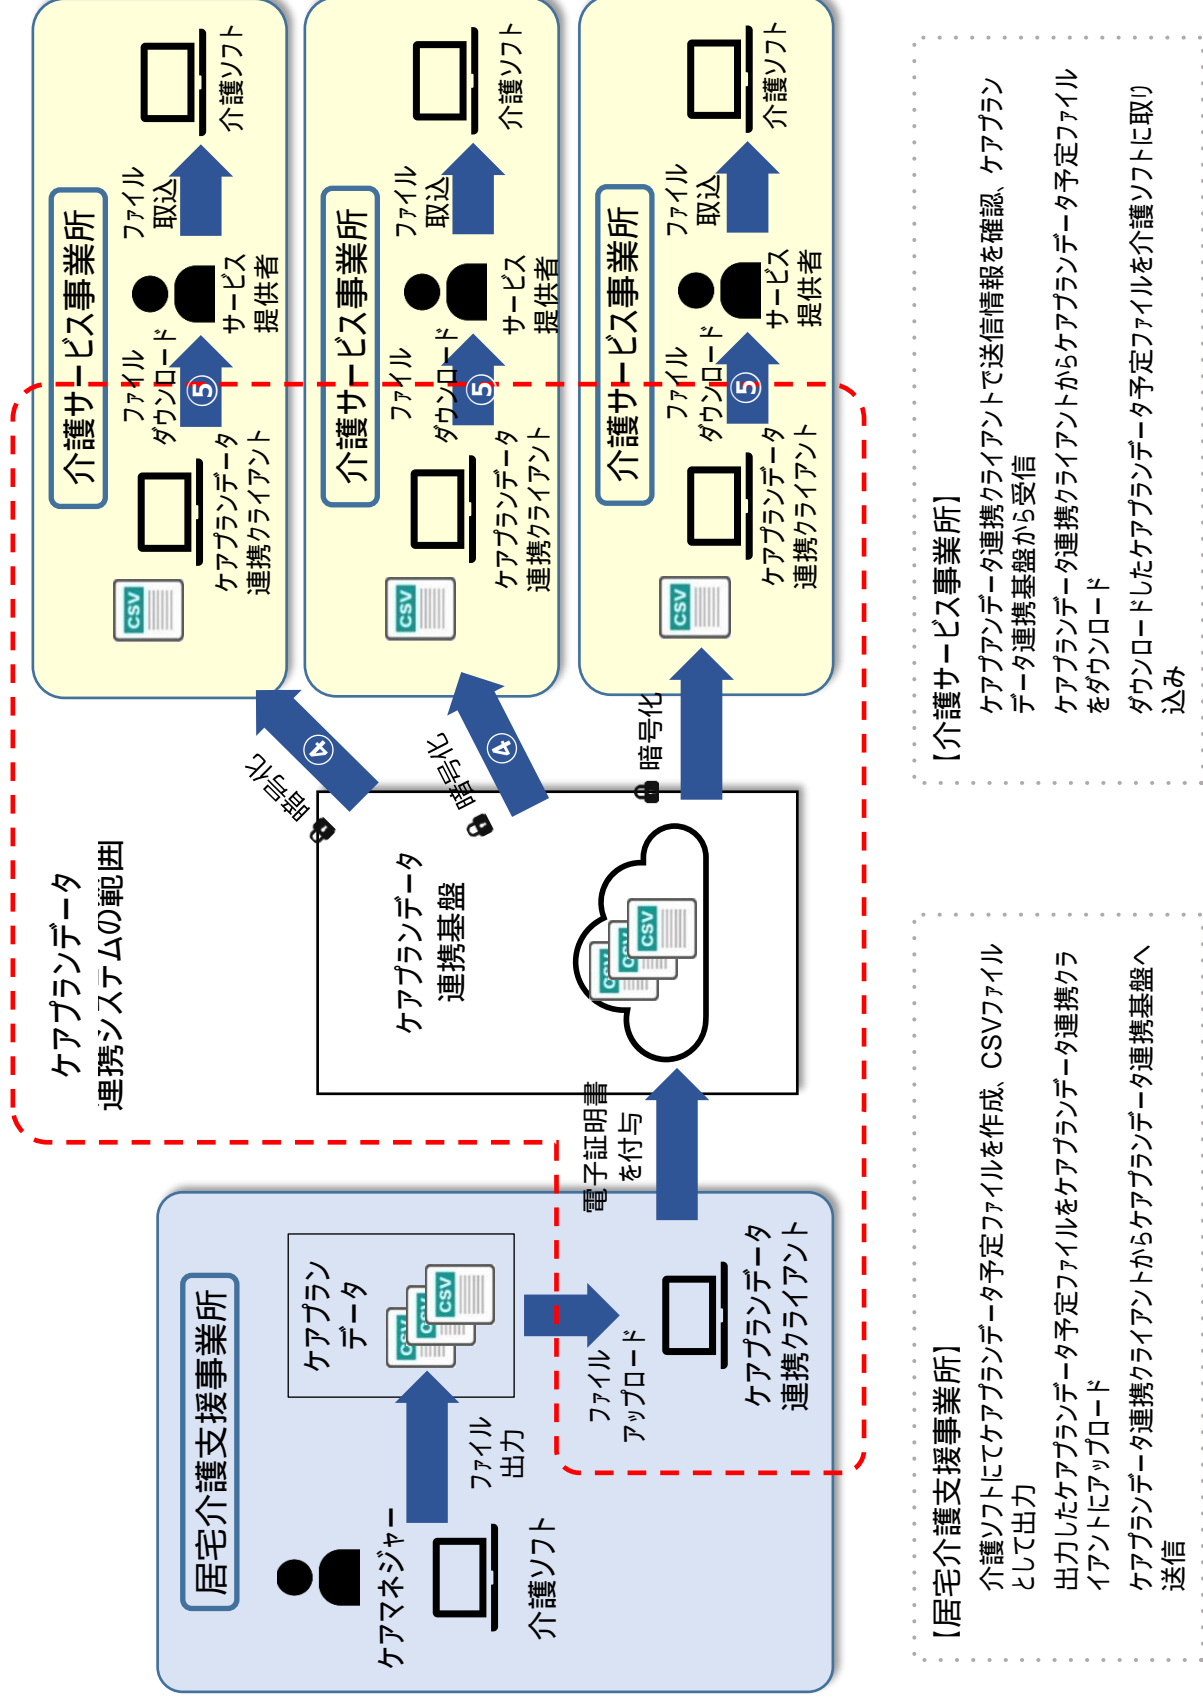 ケアプランデータ
連携システムの範囲
居宅介護支援事業所
ケアマネジャー
介護ソフト
ファイル
出力
ケアプラン
データ
CSV
CSV
CSV
ファイル
アップロード
ケアプランデータ
連携クライアント
電子証明書
を付与
ケアプランデータ
連携基盤
CSV
CSV
CSV
暗号化
④
暗号化
④
暗号化
介護サービス事業所
CSV
ケアプランデータ
連携クライアント
ファイル
ダウンロード
⑤
サービス
提供者
ファイル
取込
介護ソフト
介護サービス事業所
CSV
ケアプランデータ
連携クライアント
ファイル
ダウンロード
⑤
サービス
提供者
ファイル
取込
介護ソフト
介護サービス事業所
CSV
ケアプランデータ
連携クライアント
ファイル
ダウンロード
⑤
サービス
提供者
ファイル
取込
介護ソフト
【居宅介護支援事業所】
介護ソフトにてケアプランデータ予定ファイルを作成、CSVファイル
として出力
出力したケアプランデータ予定ファイルをケアプランデータ連携クラ
イアントにアップロード
ケアプランデータ連携クライアントからケアプランデータ連携基盤へ
送信
【介護サービス事業所】
ケアプアンデータ連携クライアントで送信情報を確認、ケアプラン
データ連携基盤から受信
ケアプランデータ連携クライアントからケアプランデータ予定ファイル
をダウンロード
ダウンロードしたケアプランデータ予定ファイルを介護ソフトに取り
込み